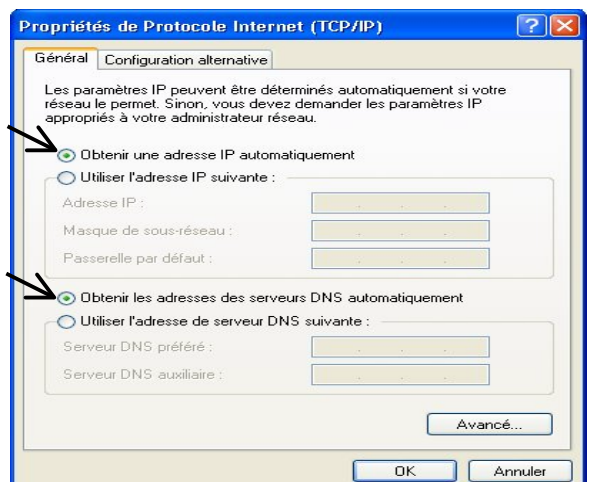 Propriétés de Protocole Internet (TCP/IP)
Général
Configuration alternative
Les paramètres IP peuvent être déterminés automatiquement si votre
réseau le permet. Sinon, vous devez demander les paramètres IP
appropriés à votre administrateur réseau.
Obtenir une adresse IP automatiquement
Utiliser l'adresse IP suivante :
Adresse IP :
Masque de sous-réseau :
Passerelle par défaut :
Obtenir les adresses des serveurs DNS automatiquement
Utiliser l'adresse de serveur DNS suivante :
Serveur DNS préféré :
Serveur DNS auxiliaire :
Avancé...
OK
Annuler